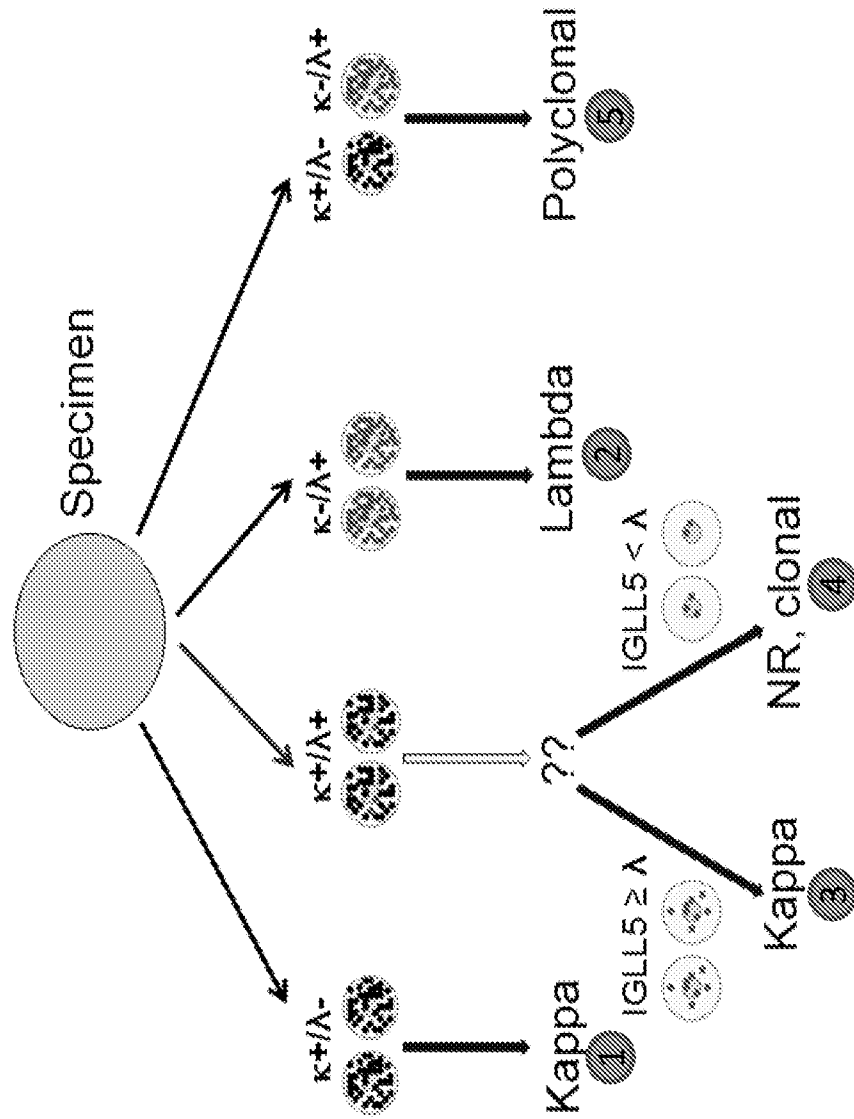 Specimen
κ+/λ-
κ+/λ+
κ-/λ+
κ+/λ- κ-/λ+
Kappa
1
??
Lambda
2
Polyclonal
5
IGLL5 ≥ λ
IGLL5 < λ
Kappa
3
NR, clonal
4